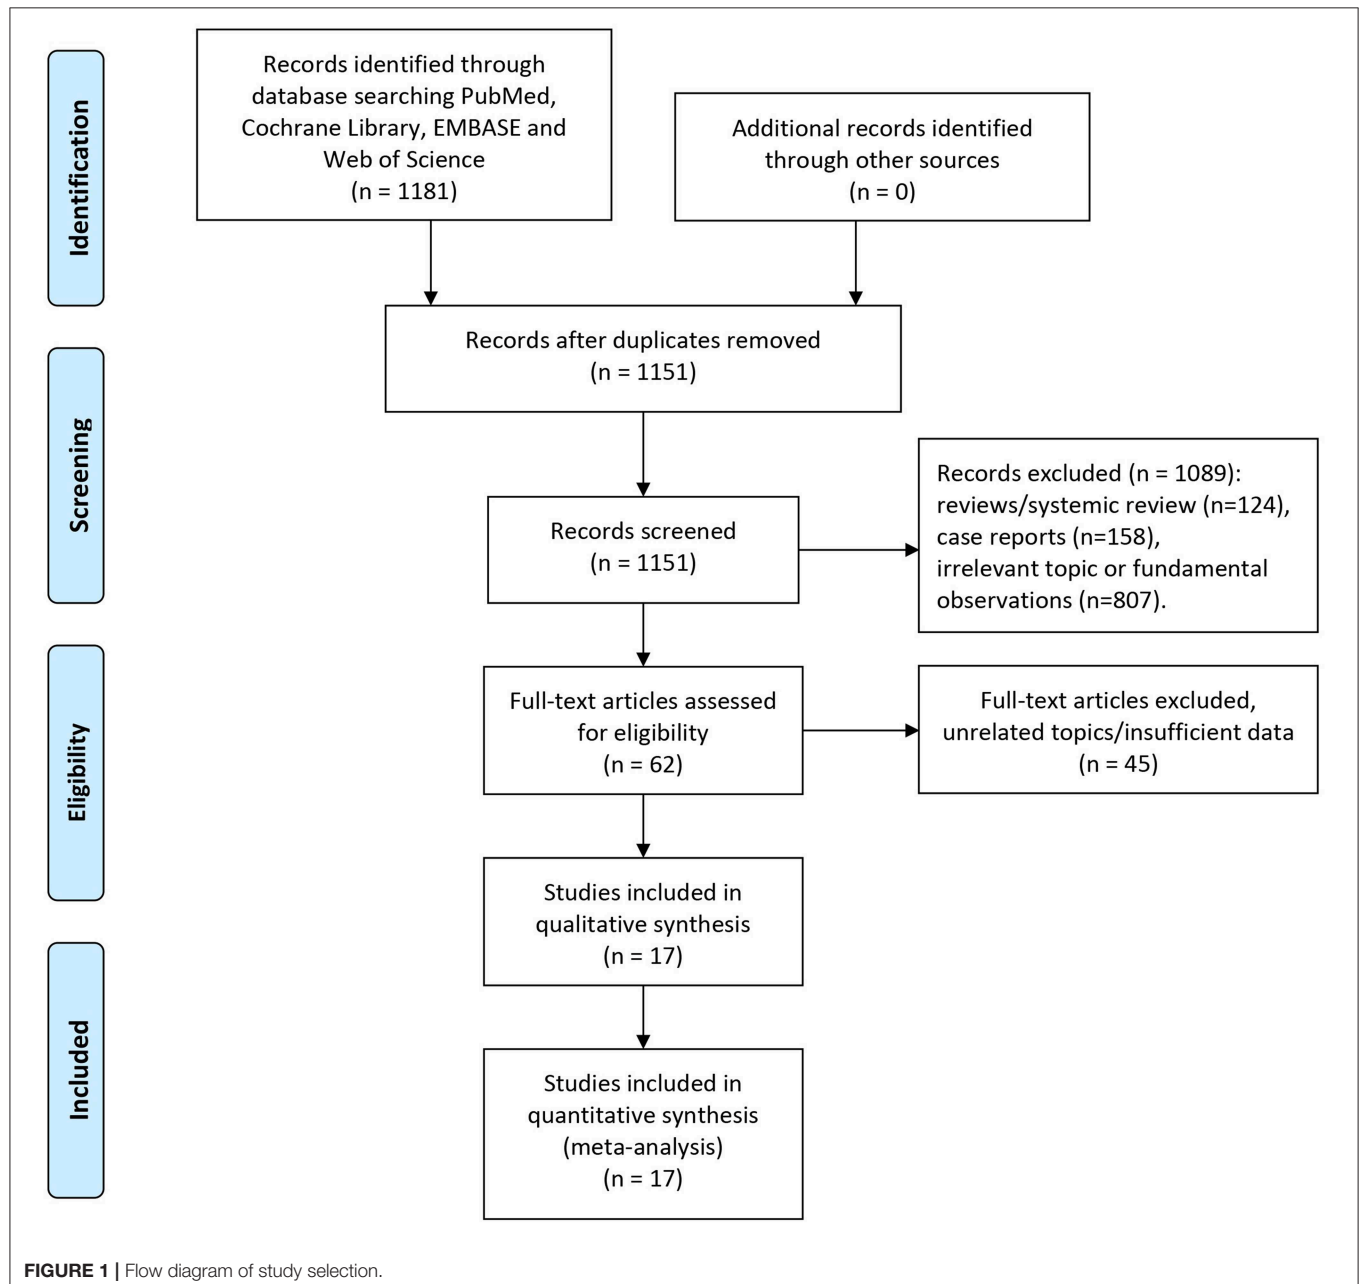 Identification
Records identified through
database searching PubMed,
Cochrane Library, EMBASE and
Web of Science
(n = 1181)
Additional records identified
through other sources
(n = 0)
Records after duplicates removed
(n = 1151)
Screening
Records screened
(n = 1151)
Records excluded (n = 1089):
reviews/systemic review (n=124),
case reports (n=158),
irrelevant topic or fundamental
observations (n=807).
Eligibility
Full-text articles assessed
for eligibility
(n = 62)
Full-text articles excluded,
unrelated topics/insufficient data
(n = 45)
Studies included in
qualitative synthesis
(n = 17)
Included
Studies included in
quantitative synthesis
(meta-analysis)
(n = 17)
FIGURE 1 | Flow diagram of study selection.